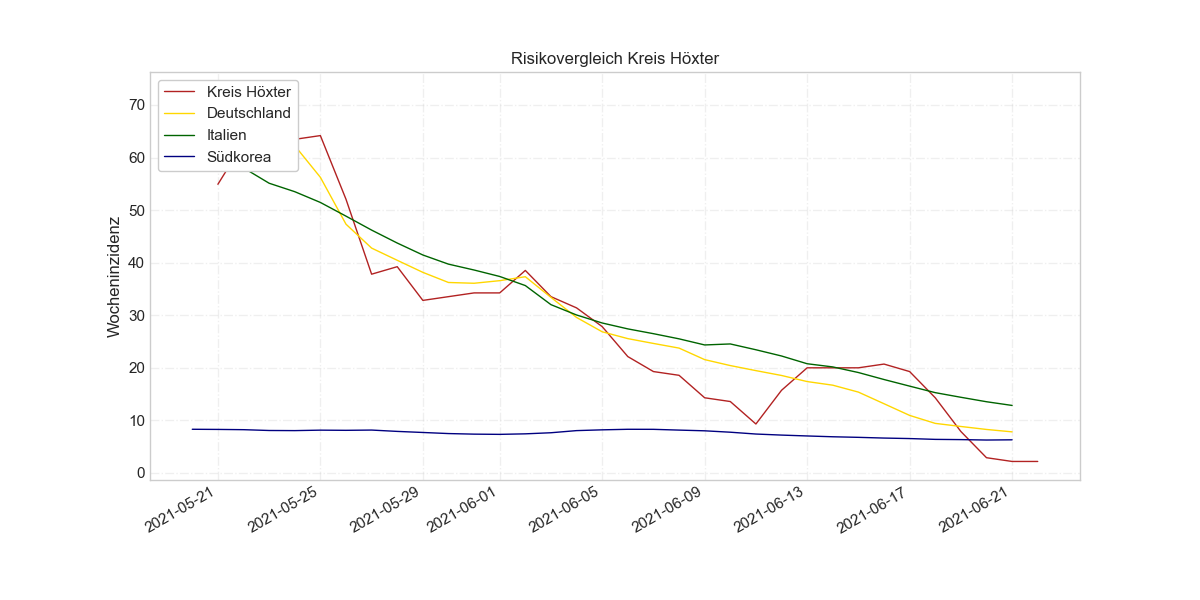 Risikovergleich Kreis Höxter
Kreis Höxter
Deutschland
Italien
Südkorea
Wocheninzidenz
70
60
50
40
30
20
10
0
2021-05-21
2021-05-25
2021-05-29
2021-06-01
2021-06-05
2021-06-09
2021-06-13
2021-06-17
2021-06-21